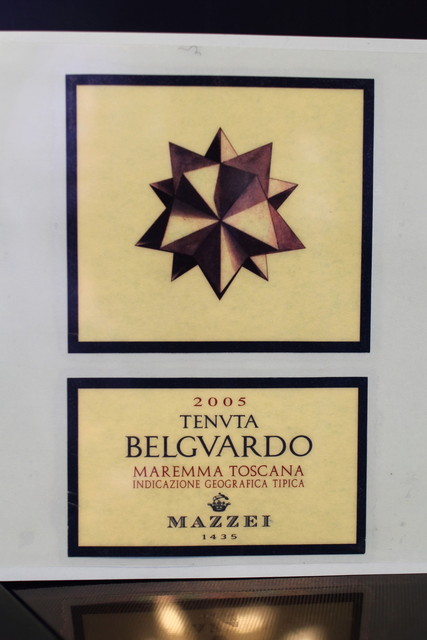 2005
TENVTA
BELGVARDO
MAREMMA TOSCANA
INDICAZIONE GEOGRAFICA TIPICA
MAZZEI
1435